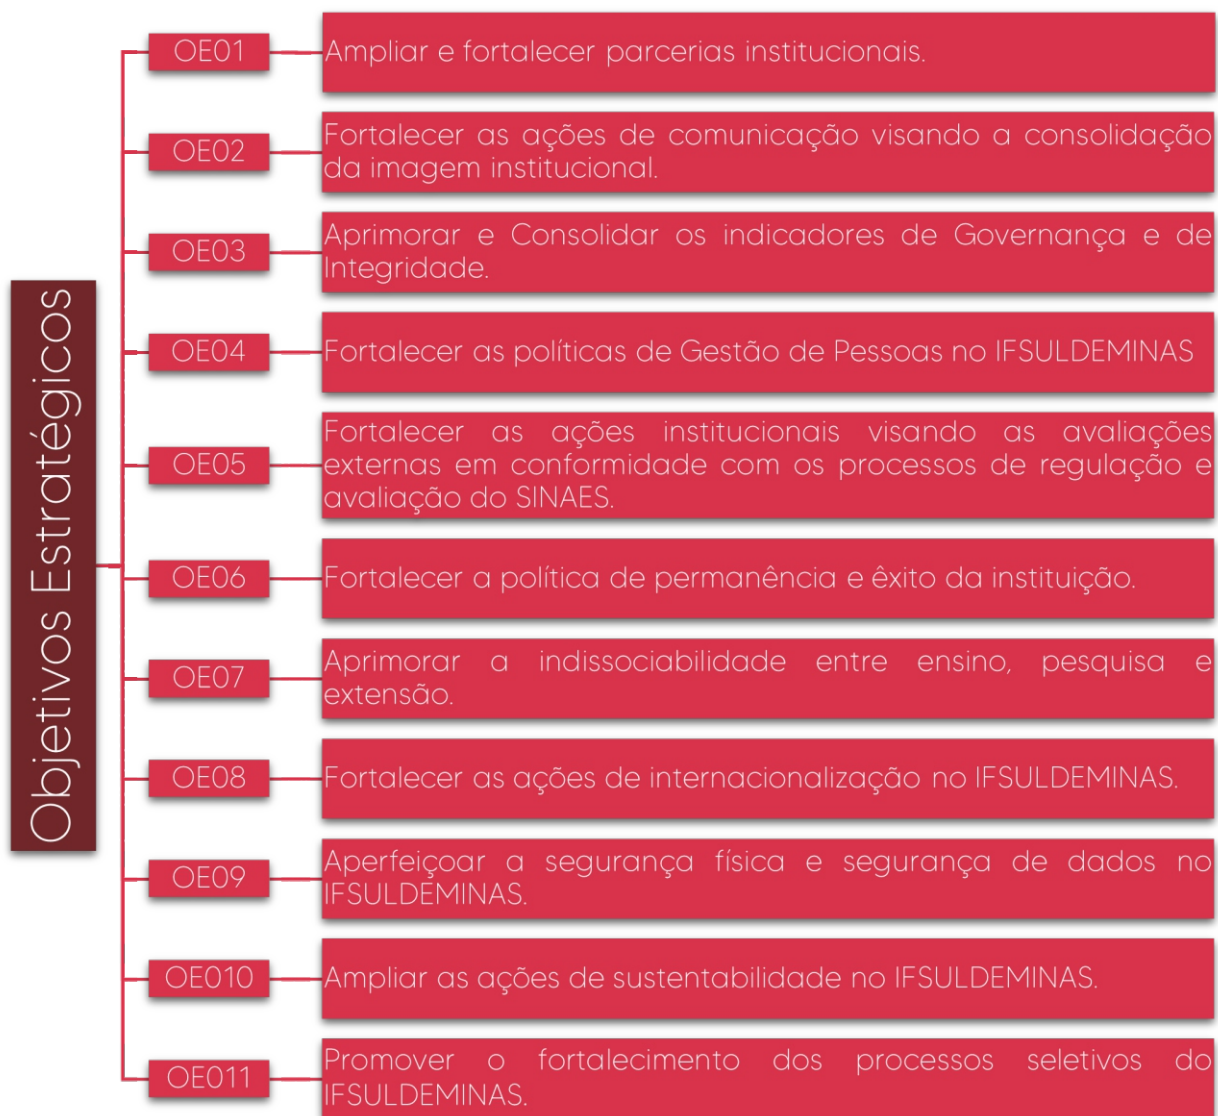 Objetivos Estratégicos
OE01
Ampliar e fortalecer parcerias institucionais.
OE02
Fortalecer as ações de comunicação visando a consolidação
da imagem institucional.
OE03
Aprimorar e Consolidar os indicadores de Governança e de
Integridade.
OE04
Fortalecer as políticas de Gestão de Pessoas no IFSULDEMINAS
OE05
Fortalecer as ações institucionais visando as avaliações
externas em conformidade com os processos de regulação e
avaliação do SINAES.
OE06
Fortalecer a política de permanência e êxito da instituição.
OE07
Aprimorar a indissociabilidade entre ensino, pesquisa e
extensão.
OE08
Fortalecer as ações de internacionalização no IFSULDEMINAS.
OE09
Aperfeiçoar a segurança física e segurança de dados no
IFSULDEMINAS.
OE010
Ampliar as ações de sustentabilidade no IFSULDEMINAS.
OE011
Promover o fortalecimento dos processos seletivos do
IFSULDEMINAS.